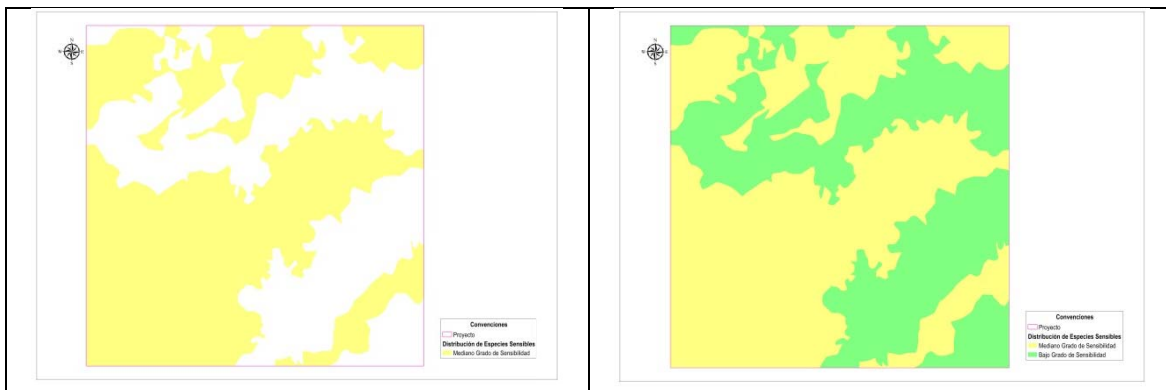 N
O E
S
Convenciones
Proyecto
Distribución de Especies Sensibles
Mediano Grado de Sensibilidad
N
S
Convenciones
Proyecto
Distribución de Especies Sensibles
Mediano Grado de Sensibilidad
Bajo Grado de Sensibilidad